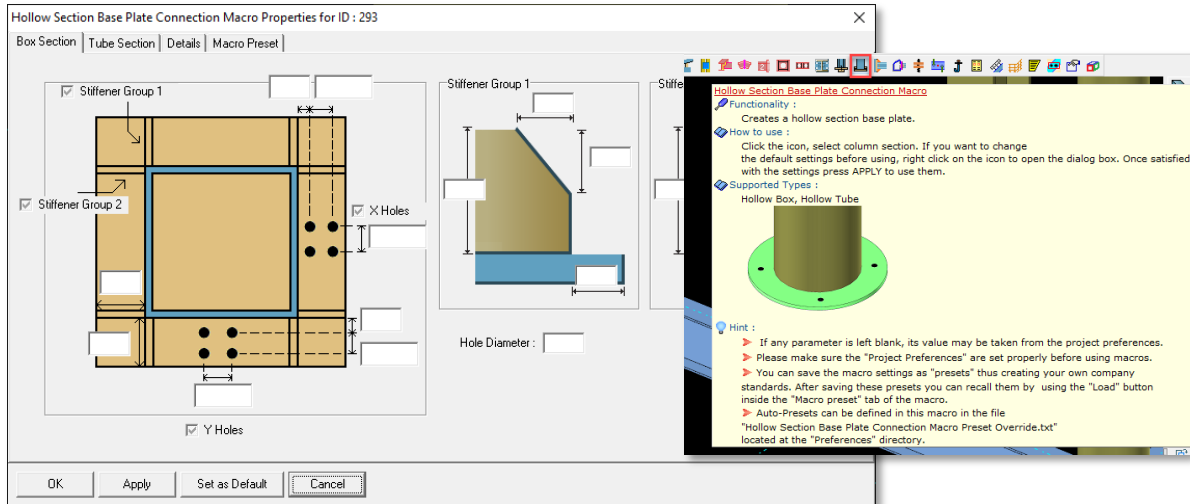 Hollow Section Base Plate Connection Macro Properties for ID : 293
Box Section
Tube Section
Details
Macro Preset
Stiffener Group 1
Stiffener Group 2
X Holes
Y Holes
Stiffener Group 1
Stiffe
Hole Diameter :
OK
Apply
Set as Default
Cancel
Hollow Section Base Plate Connection Macro
Functionality :
Creates a hollow section base plate.
How to use :
Click the icon, select column section. If you want to change
the default settings before using, right click on the icon to open the dialog box. Once satisfied
with the settings press APPLY to use them.
Supported Types :
Hollow Box, Hollow Tube
Hint :
If any parameter is left blank, its value may be taken from the project preferences.
Please make sure the "Project Preferences" are set properly before using macros.
You can save the macro settings as "presets" thus creating your own company
standards. After saving these presets you can recall them by using the "Load" button
inside the "Macro preset" tab of the macro.
Auto-Presets can be defined in this macro in the file
"Hollow Section Base Plate Connection Macro Preset Override.txt"
located at the "Preferences" directory.